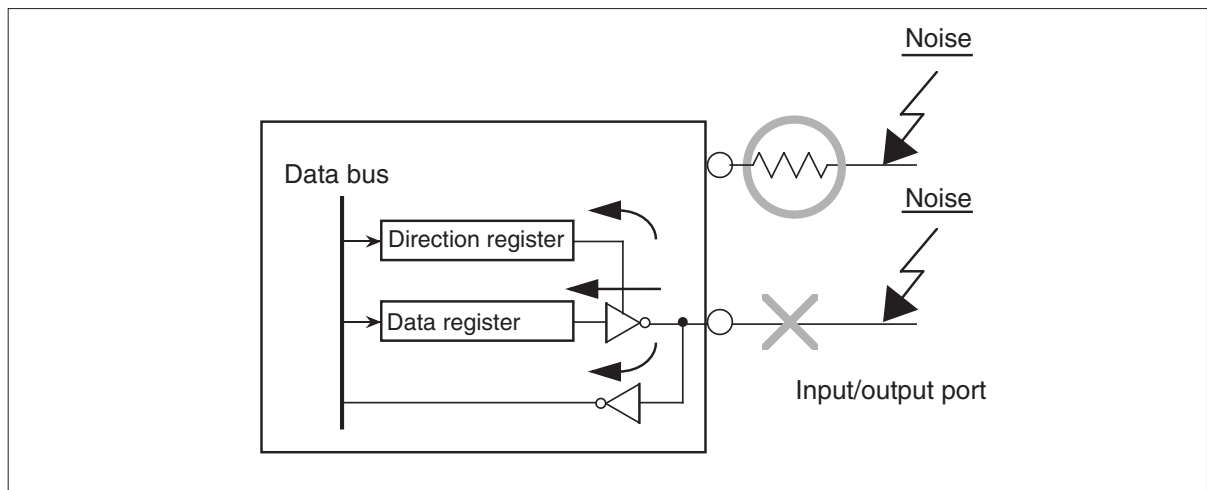 Noise
Data bus
Noise
Direction register
Data register
Input/output port